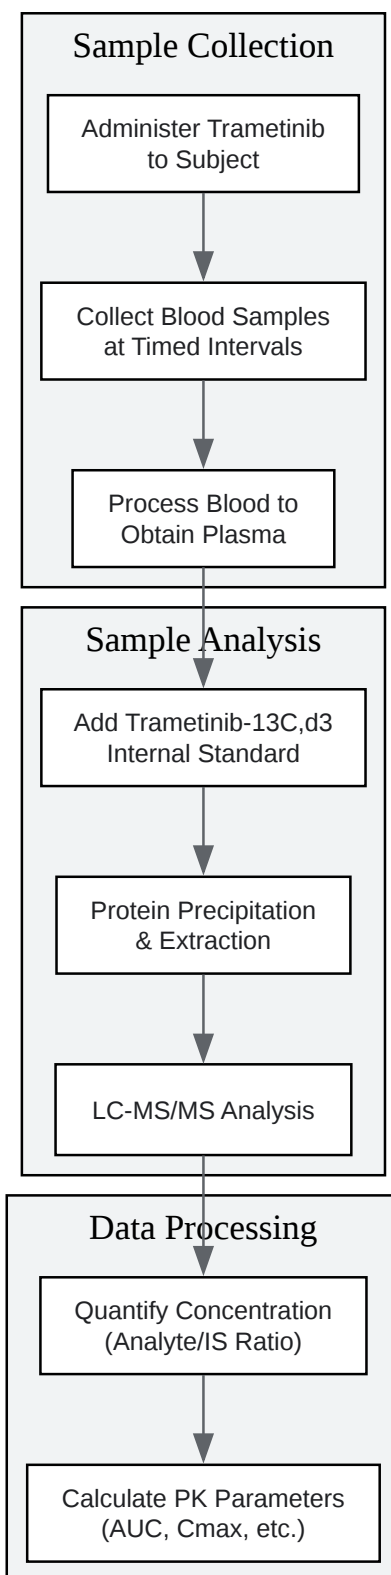 Sample Collection
Administer Trametinib
to Subject
Collect Blood Samples
at Timed Intervals
Process Blood to
Obtain Plasma
Sample Analysis
Add Trametinib-13C,d3
Internal Standard
Protein Precipitation
& Extraction
LC-MS/MS Analysis
Data Processing
Quantify Concentration
(Analyte/IS Ratio)
Calculate PK Parameters
(AUC, Cmax, etc.)